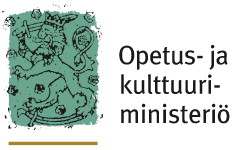 Opetus- ja
kulttuuri-
ministeriö